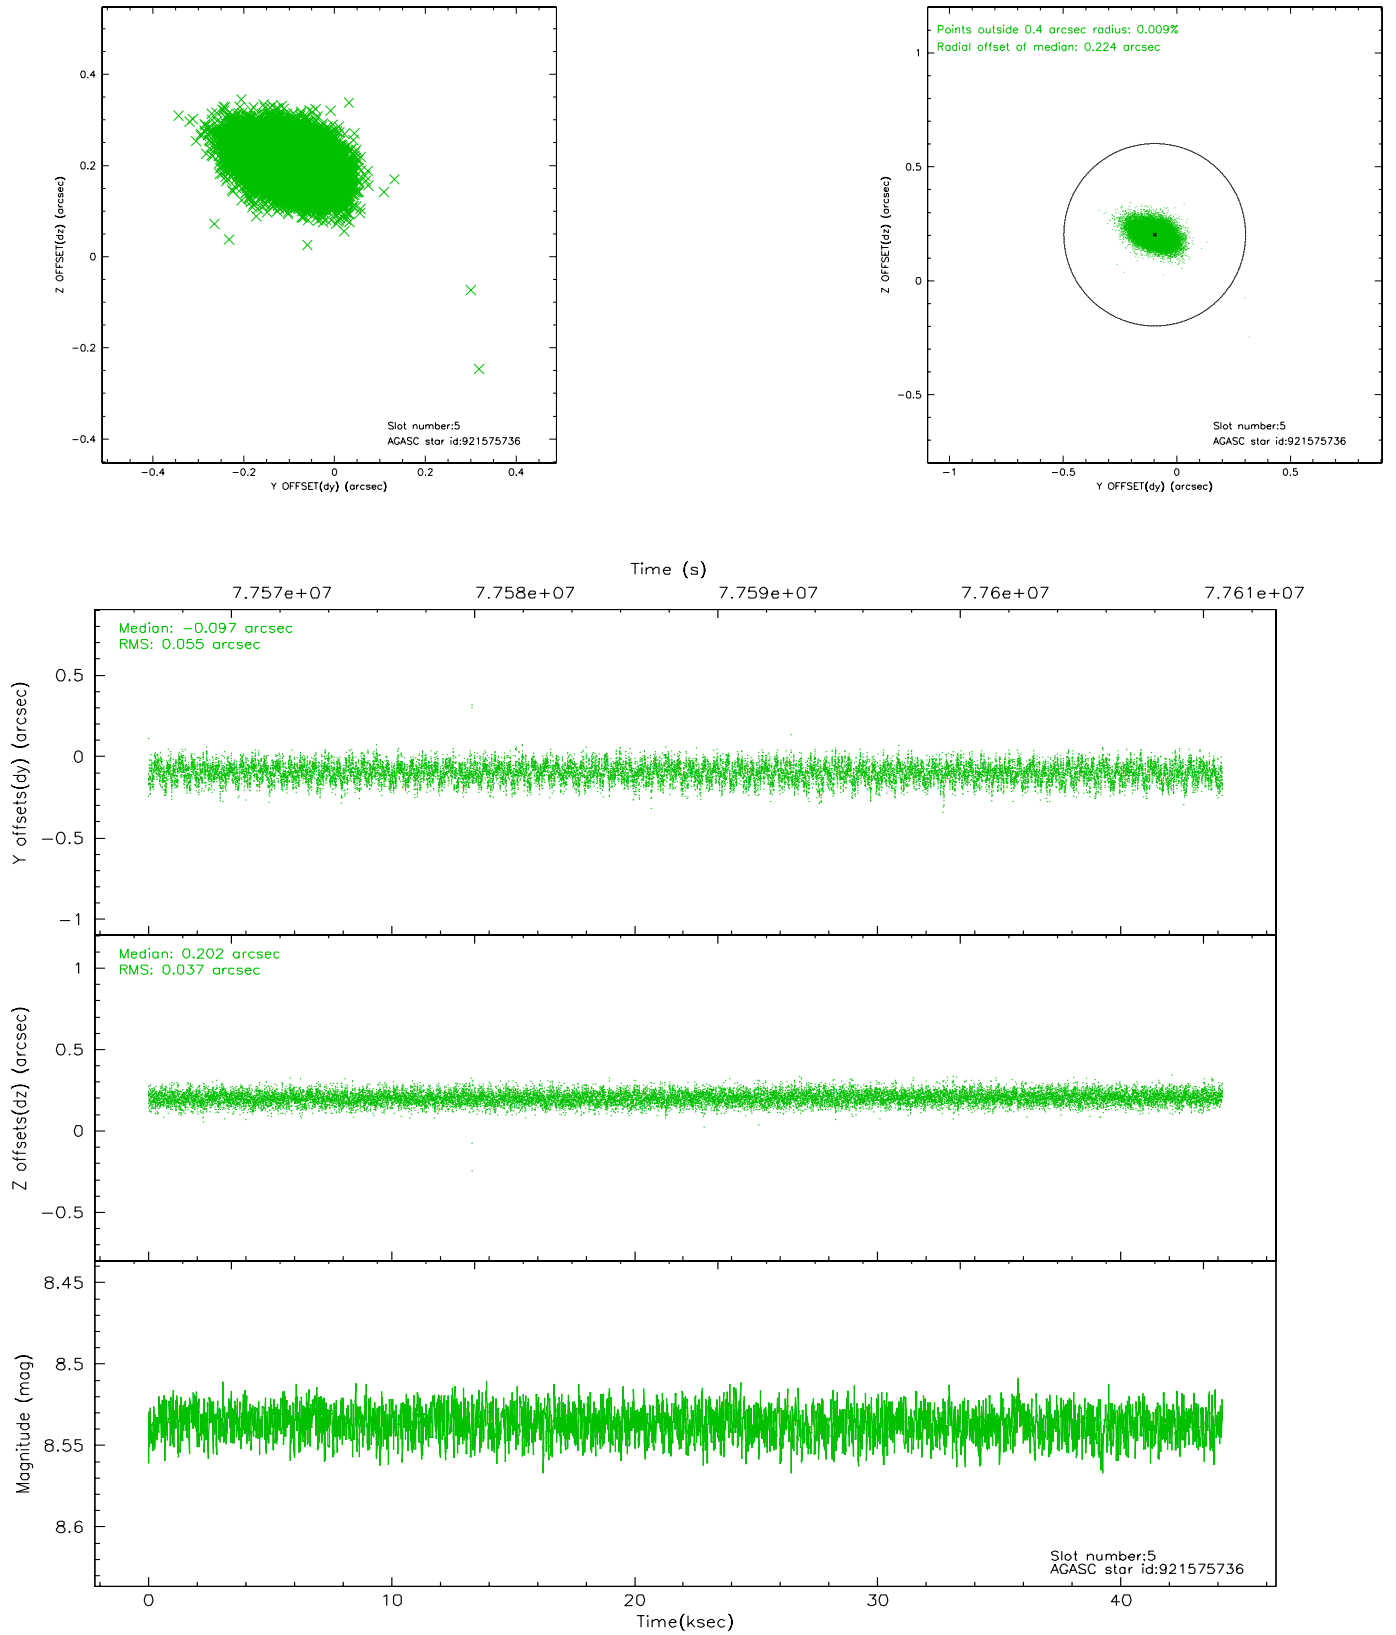 0.4
0.2
0
−0.2
−0.4
Z OFFSET(dz) (arcsec)
Slot number:5
AGASC star id:921575736
−0.4 −0.2 0 0.2 0.4
Y OFFSET(dy) (arcsec)
Points outside 0.4 arcsec radius: 0.009%
Radial offset of median: 0.224 arcsec
1
0.5
0
−0.5
Z OFFSET(dz) (arcsec)
Slot number:5
AGASC star id:921575736
−1 −0.5 0 0.5
Y OFFSET(dy) (arcsec)
Time (s)
7.757e+07 7.758e+07 7.759e+07 7.76e+07 7.761e+07
Median: −0.097 arcsec
RMS: 0.055 arcsec
0.5
0
−0.5
−1
Y offsets(dy) (arcsec)
Median: 0.202 arcsec
RMS: 0.037 arcsec
1
0.5
0
−0.5
Z offsets(dz) (arcsec)
8.45
8.5
8.55
8.6
Magnitude (mag)
Slot number:5
AGASC star id:921575736
0 10 20 30 40
Time(ksec)